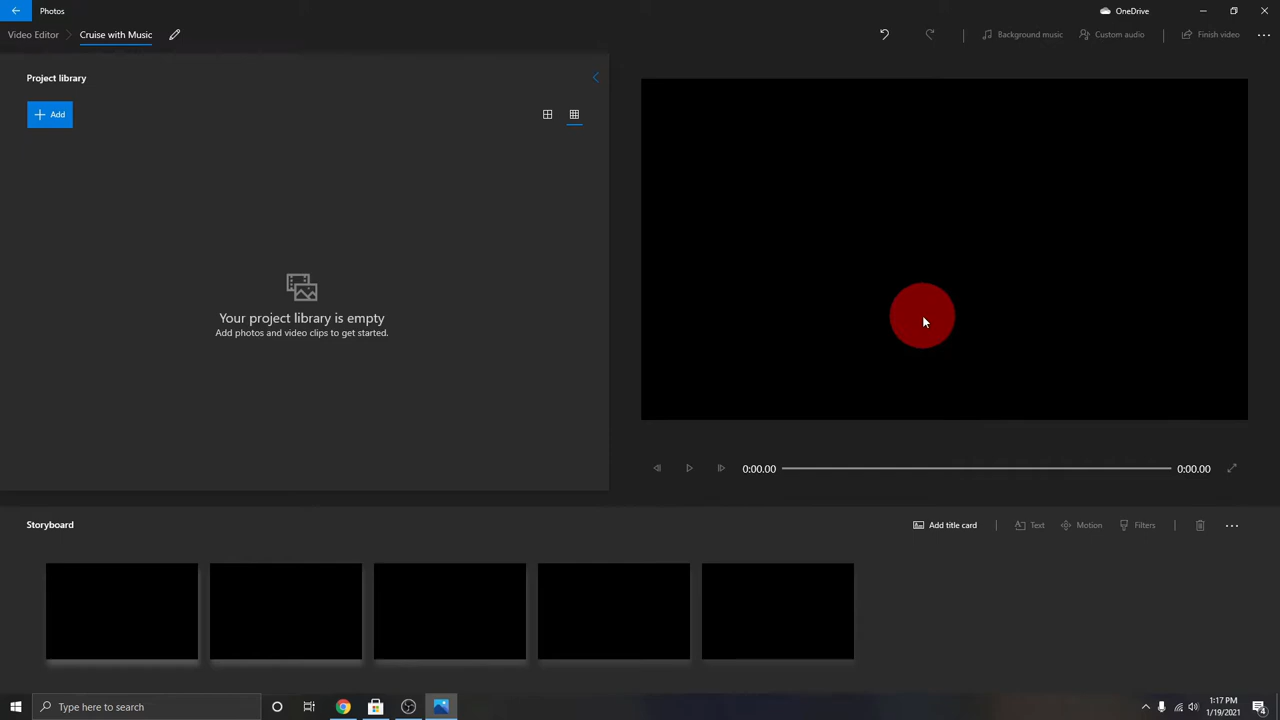 Photos
OneDrive
Video Editor
Cruise with Music
Background music
Custom audio
Finish video
Project library
Add
Your project library is empty
Add photos and video clips to get started.
0:00.00
0:00.00
Storyboard
Add title card
Text
Motion
Filters
Type here to search
1:17 PM
1/19/2021
4